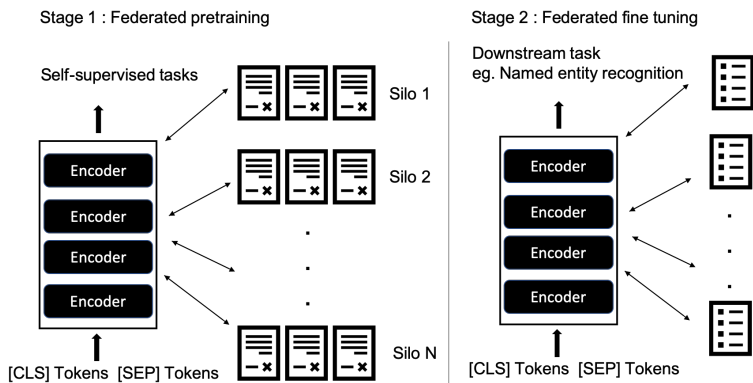 Stage 1 : Federated pretraining
Self-supervised tasks
Encoder
Encoder
Encoder
Encoder
[CLS] Tokens [SEP] Tokens
Silo 1
Silo 2
Silo N
Stage 2 : Federated fine tuning
Downstream task
eg. Named entity recognition
Encoder
Encoder
Encoder
Encoder
[CLS] Tokens [SEP] Tokens